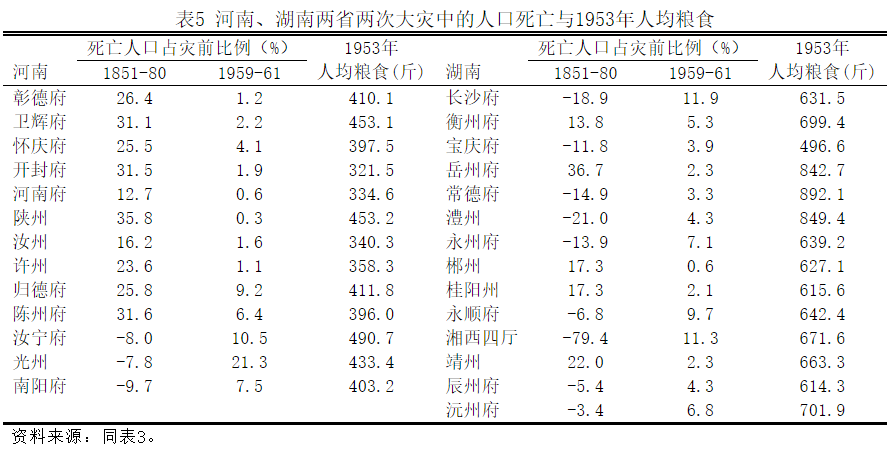 表5 河南、湖南两省两次大灾中的人口死亡与1953年人均粮食
死亡人口占灾前比例(%) 1953年 死亡人口占灾前比例(%) 1953年
河南 1851-80 1959-61 人均粮食(斤) 湖南 1851-80 1959-61 人均粮食(斤)
彰德府 26.4 1.2 410.1 长沙府 -18.9 11.9 631.5
卫辉府 31.1 2.2 453.1 衡州府 13.8 5.3 699.4
怀庆府 25.5 4.1 397.5 宝庆府 -11.8 3.9 496.6
开封府 31.5 1.9 321.5 岳州府 36.7 2.3 842.7
河南府 12.7 0.6 334.6 常德府 -14.9 3.3 892.1
陕州 35.8 0.3 453.2 澧州 -21.0 4.3 849.4
汝州 16.2 1.6 340.3 永州府 -13.9 7.1 639.2
许州 23.6 1.1 358.3 郴州 17.3 0.6 627.1
归德府 25.8 9.2 411.8 桂阳州 17.3 2.1 615.6
陈州府 31.6 6.4 396.0 永顺府 -6.8 9.7 642.4
汝宁府 -8.0 10.5 490.7 湘西四厅 -79.4 11.3 671.6
光州 -7.8 21.3 433.4 靖州 22.0 2.3 663.3
南阳府 -9.7 7.5 403.2 辰州府 -5.4 4.3 614.3
沅州府 -3.4 6.8 701.9
资料来源：同表3。